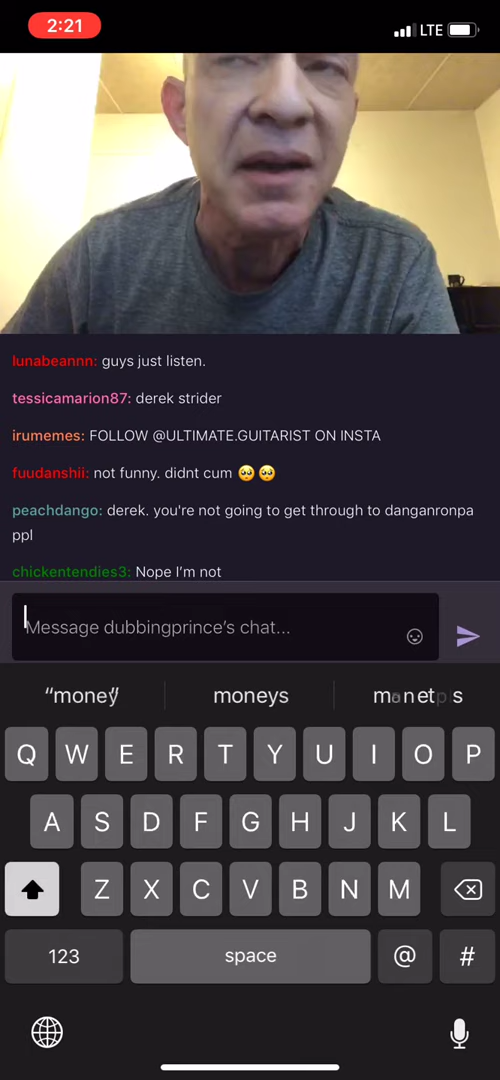 2:21
LTE
lunabeannn: guys just listen.
tessicamarion87: derek strider
irumemes: FOLLOW @ULTIMATE.GUITARIST ON INSTA
fuudanshii: not funny. didnt cum 🥺🥺
peachdango: derek. you're not going to get through to danganronpa
ppl
chickentendies3: Nope I'm not
Message dubbingprince's chat...
"money" moneys
Q W E R T Y U I O P
A S D F G H J K L
Z X C V B N M
123 space @ #